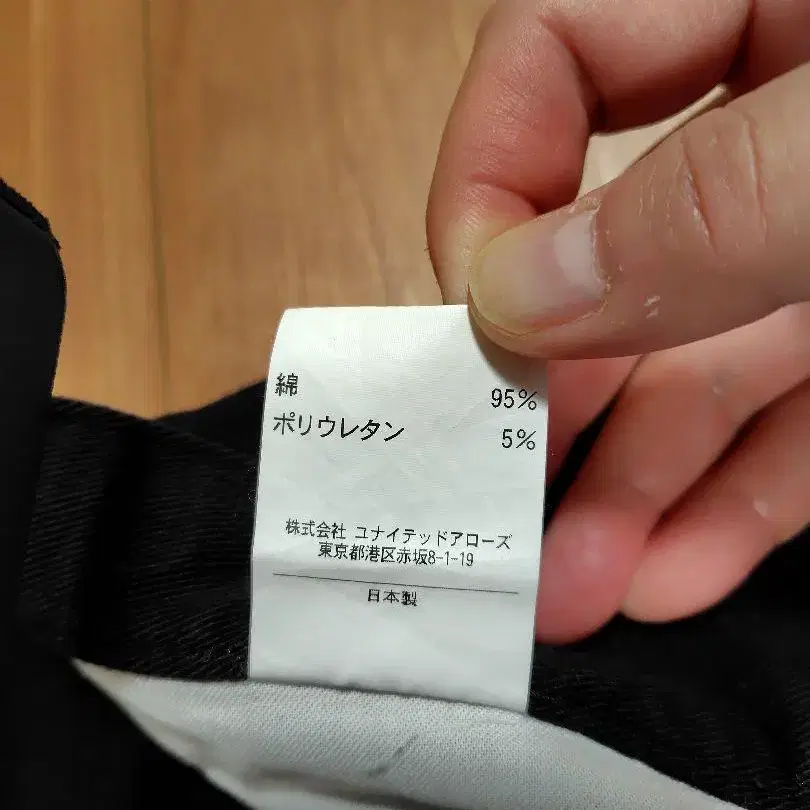 綿 95%
ポリウレタン 5%
株式会社 ユナイテッドアローズ
東京都港区赤坂8-1-19
日本製